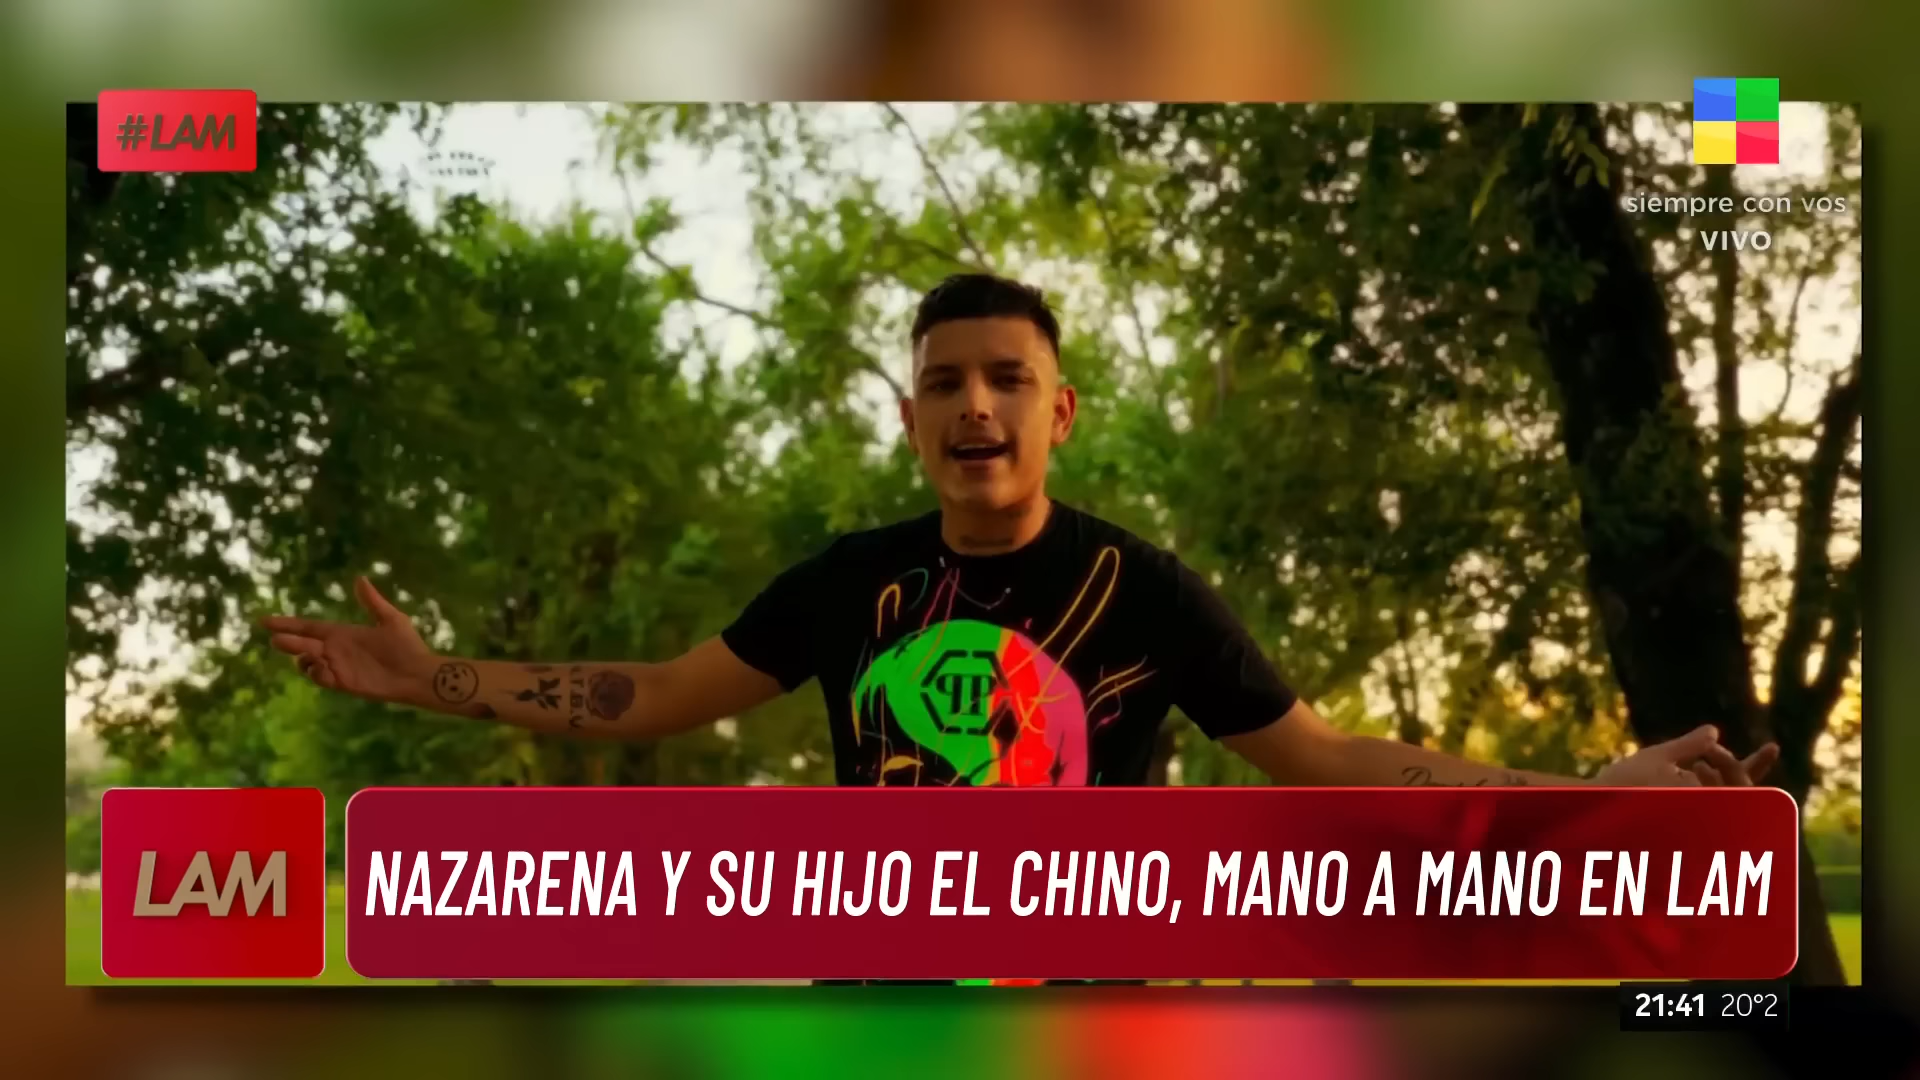 #LAM
siempre con vos
VIVO
LAM
NAZARENA Y SU HIJO EL CHINO, MANO A MANO EN LAM
21:41 20°2